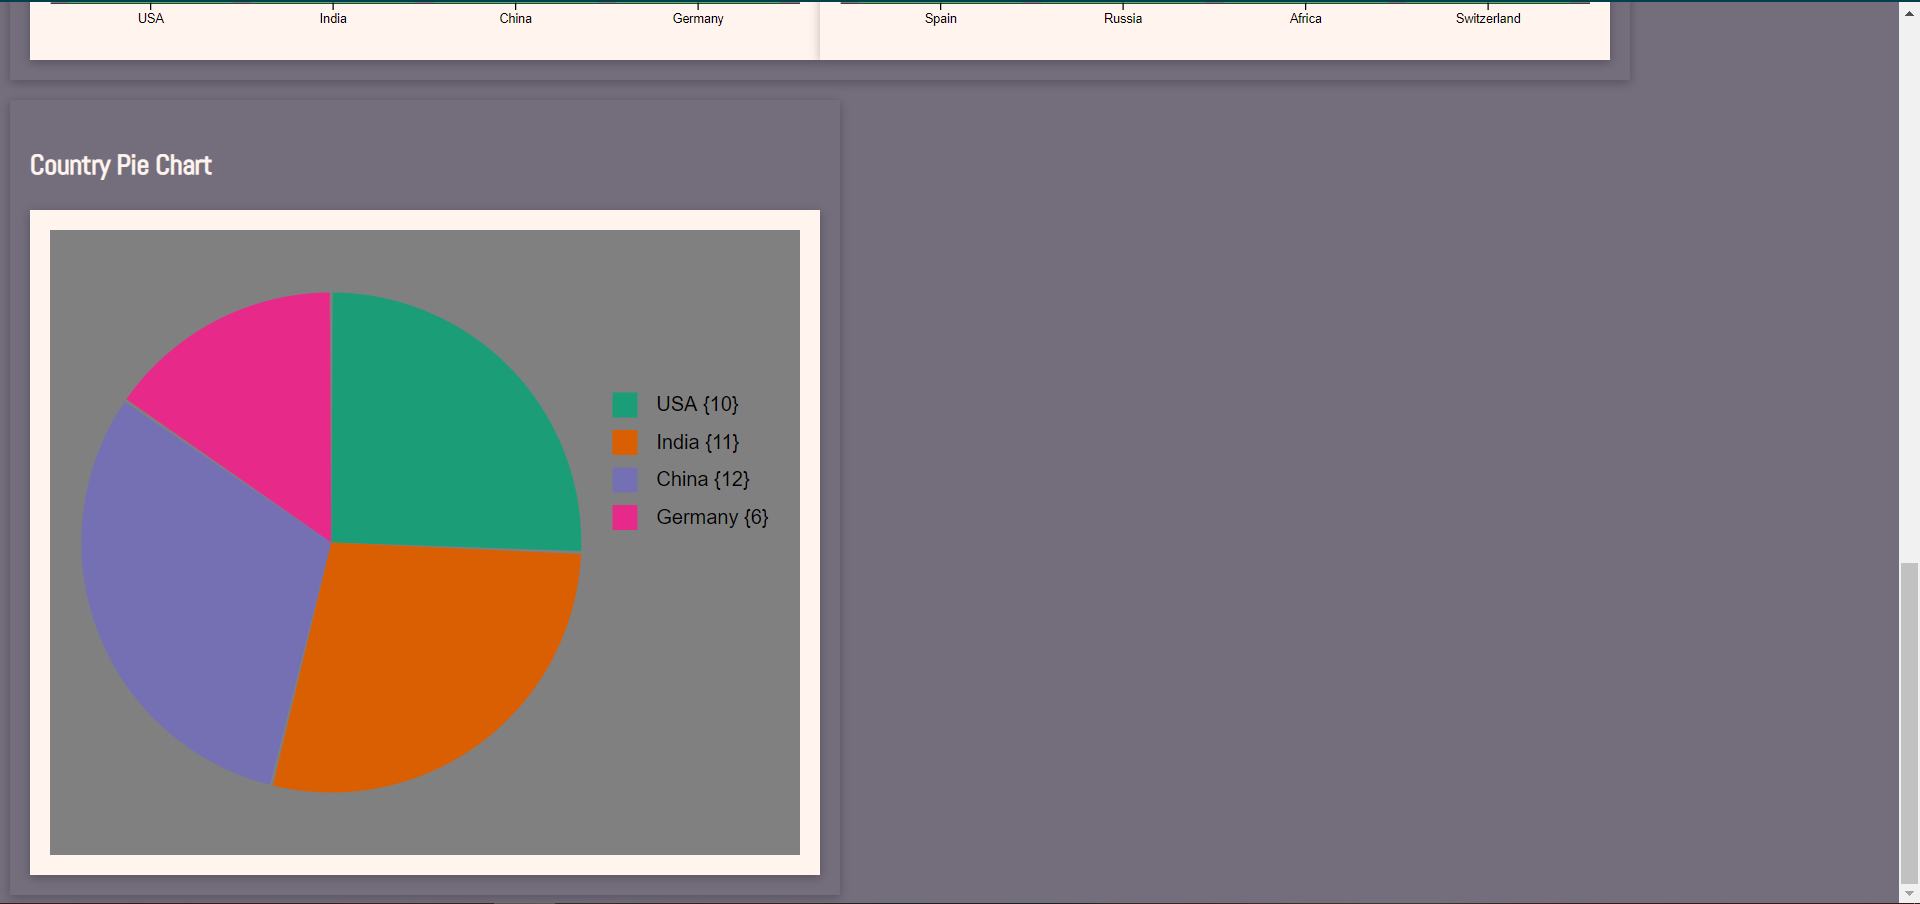 USA India China Germany Spain Russia Africa Switzerland
Country Pie Chart
USA {10}
India {11}
China {12}
Germany {6}